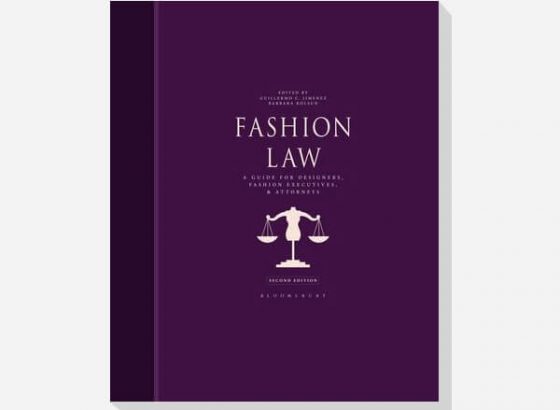 EDITED BY
GUILLERMO C. JIMENEZ
BARBARA KOLSUN
FASHION
LAW
A GUIDE FOR DESIGNERS,
FASHION EXECUTIVES,
& ATTORNEYS
SECOND EDITION
BLOOMSBURY